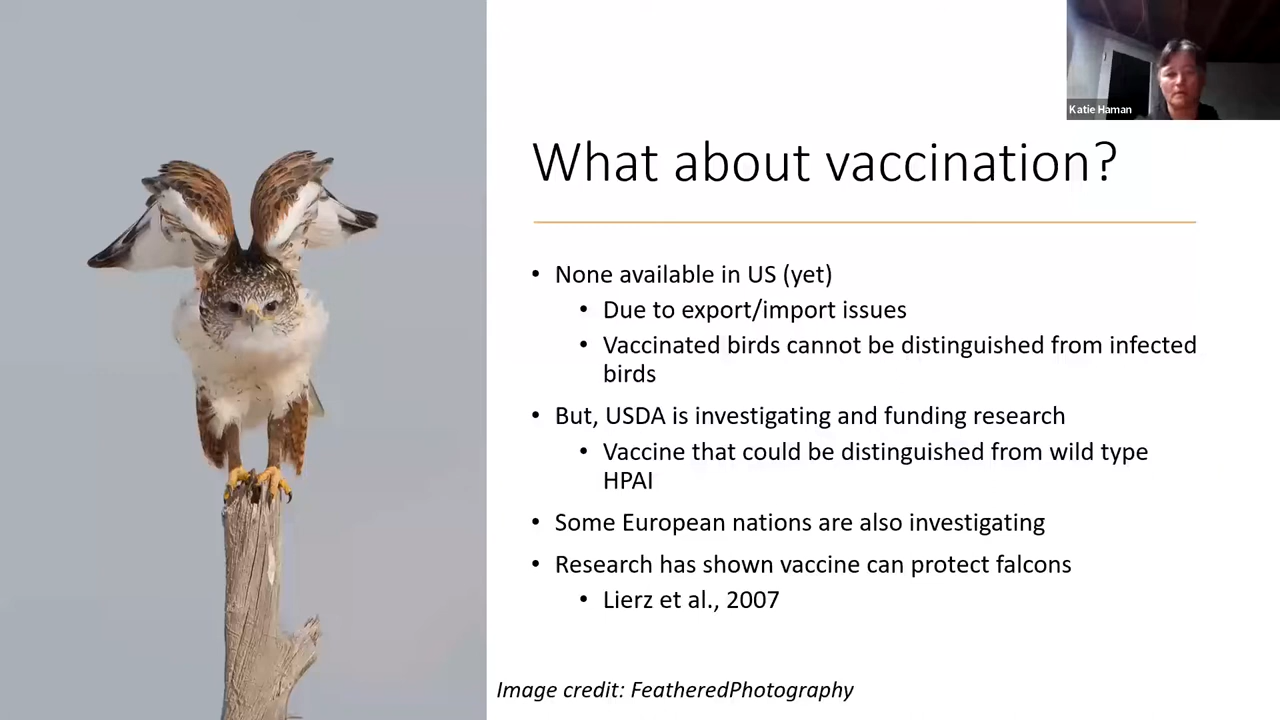 Katie Haman
What about vaccination?
• None available in US (yet)
• Due to export/import issues
• Vaccinated birds cannot be distinguished from infected
birds
• But, USDA is investigating and funding research
• Vaccine that could be distinguished from wild type
HPAI
• Some European nations are also investigating
• Research has shown vaccine can protect falcons
• Lierz et al., 2007
Image credit: FeatheredPhotography